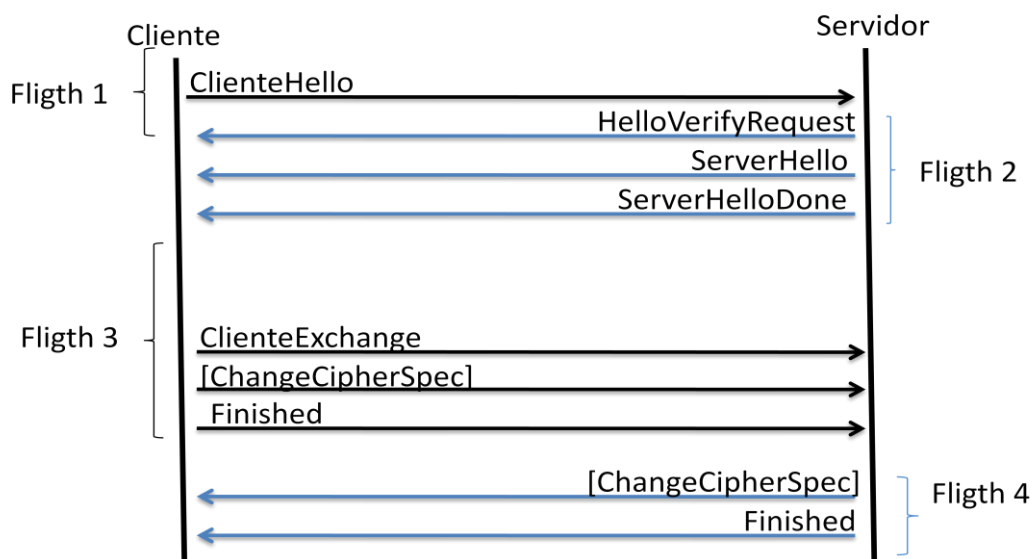 Cliente
Servidor
Fligth 1
ClienteHello
HelloVerifyRequest
ServerHello
Fligth 2
ServerHelloDone
Fligth 3
ClienteExchange
[ChangeCipherSpec]
Finished
[ChangeCipherSpec]
Fligth 4
Finished